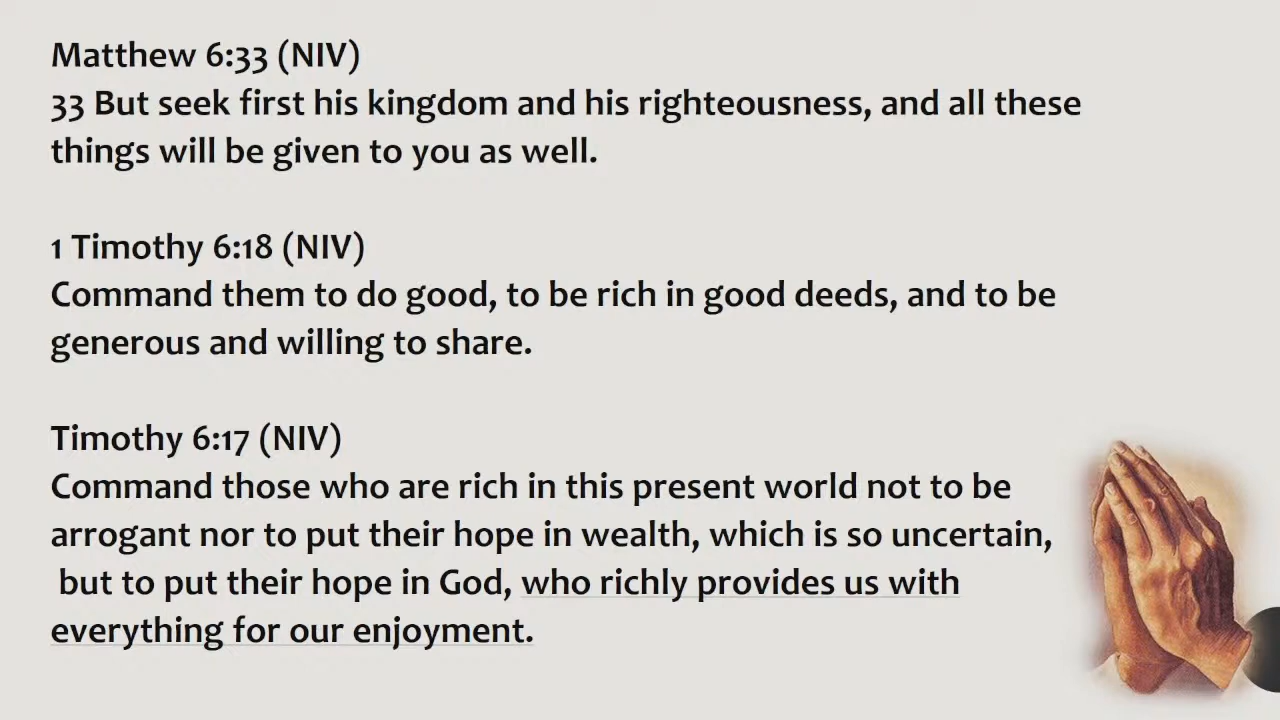 Matthew 6:33 (NIV)
33 But seek first his kingdom and his righteousness, and all these
things will be given to you as well.
1 Timothy 6:18 (NIV)
Command them to do good, to be rich in good deeds, and to be
generous and willing to share.
Timothy 6:17 (NIV)
Command those who are rich in this present world not to be
arrogant nor to put their hope in wealth, which is so uncertain,
but to put their hope in God, who richly provides us with
everything for our enjoyment.